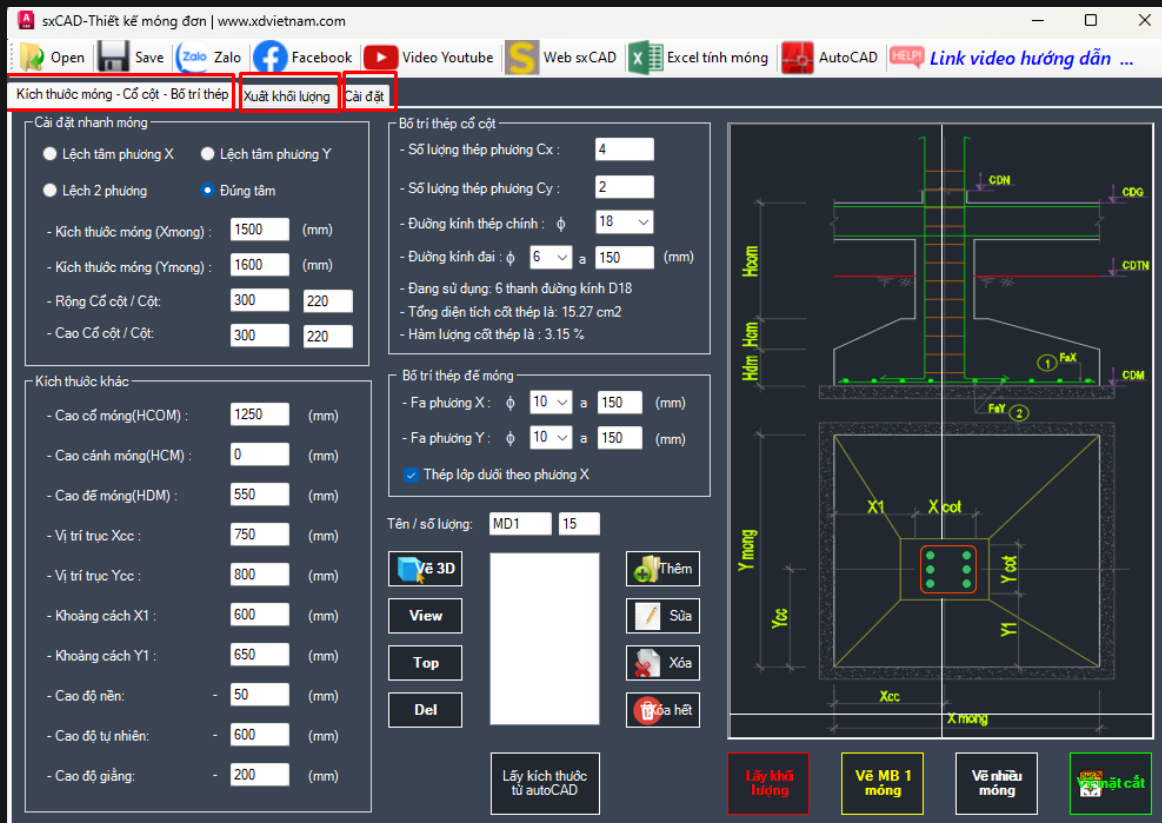 sxCAD-Thiết kế móng đơn | www.xdvietnam.com
Open Save Zalo Zalo Facebook Video Youtube S Web sxCAD Excel tính móng AutoCAD HELP! Link video hướng dẫn ...
Kích thước móng - Cổ cột - Bố trí thép Xuất khối lượng Cài đặt
Cài đặt nhanh móng
Lệch tâm phương X Lệch tâm phương Y
Lệch 2 phương Đúng tâm
- Kích thước móng (Xmong) : 1500 (mm)
- Kích thước móng (Ymong) : 1600 (mm)
- Rộng Cổ cột / Cột: 300 220
- Cao Cổ cột / Cột: 300 220
Kích thước khác
- Cao cổ móng(HCOM) : 1250 (mm)
- Cao cánh móng(HCM) : 0 (mm)
- Cao đế móng(HDM) : 550 (mm)
- Vị trí trục Xcc : 750 (mm)
- Vị trí trục Ycc : 800 (mm)
- Khoảng cách X1 : 600 (mm)
- Khoảng cách Y1 : 650 (mm)
- Cao độ nền: - 50 (mm)
- Cao độ tự nhiên: - 600 (mm)
- Cao độ giằng: - 200 (mm)
Bố trí thép cổ cột
- Số lượng thép phương Cx : 4
- Số lượng thép phương Cy : 2
- Đường kính thép chính : ϕ 18
- Đường kính đai : ϕ 6 a 150 (mm)
- Đang sử dụng: 6 thanh đường kính D18
- Tổng diện tích cốt thép là: 15.27 cm2
- Hàm lượng cốt thép là : 3.15 %
Bố trí thép đế móng
- Fa phương X : ϕ 10 a 150 (mm)
- Fa phương Y : ϕ 10 a 150 (mm)
Thép lớp dưới theo phương X
Tên / số lượng: MD1 15
Vẽ 3D
View
Top
Del
Thêm
Sửa
Xóa
Xóa hết
Lấy kích thước
từ autoCAD
CDN
CDG
CDTN
CDM
Hcom
Hcm
Hdm
1 FaX
FaY 2
X1 X cot
Y mong
Y cot
Ycc
Y1
Xcc
X mong
Lấy khối
lượng
Vẽ MB 1
móng
Vẽ nhiều
móng
Vẽ mặt cắt